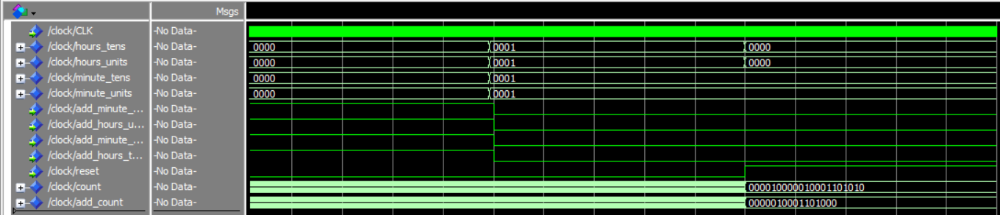 Msgs
/clock/CLK -No Data-
/clock/hours_tens -No Data- 0000 0001 0000
/clock/hours_units -No Data- 0000 0001 0000
/clock/minute_tens -No Data- 0000 0001
/clock/minute_units -No Data- 0000 0001
/clock/add_minute_... -No Data-
/clock/add_hours_u... -No Data-
/clock/add_minute_... -No Data-
/clock/add_hours_t... -No Data-
/clock/reset -No Data-
/clock/count -No Data- 000010000010001101010
/clock/add_count -No Data- 0000010001101000